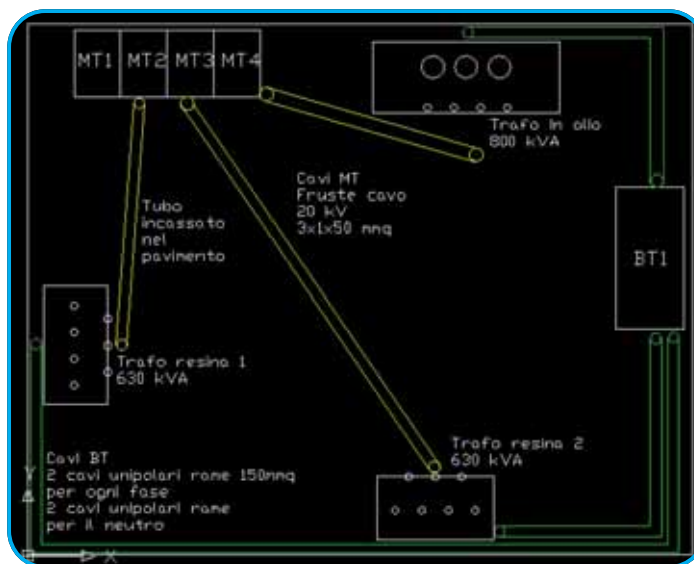 MT1 MT2 MT3 MT4
Trafo in olio
800 kVA
Cavi MT
Fruste cavo
20 kV
3x1x50 mmq
Tubo
incassato
nel
pavimento
BT1
Trafo resina 1
630 kVA
Trafo resina 2
630 kVA
Cavi BT
2 cavi unipolari rame 150mmq
per ogni fase
2 cavi unipolari rame
per il neutro
Y
X